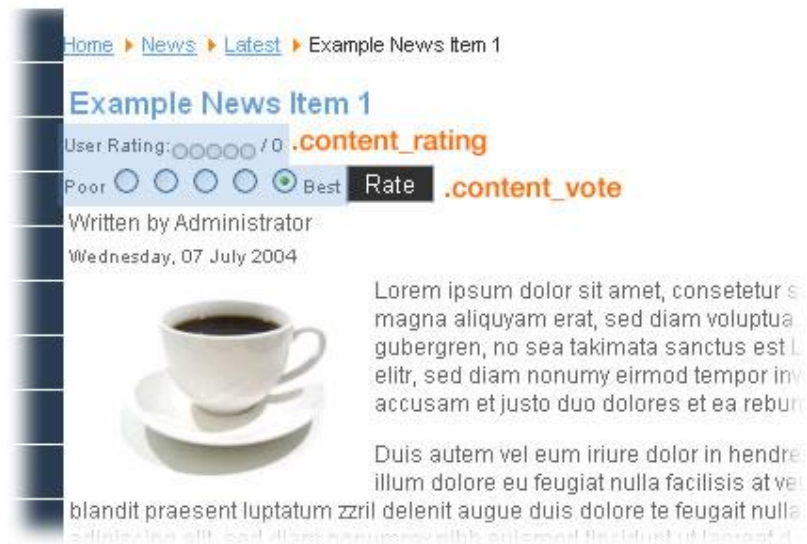 Home News Latest Example News Item 1
Example News Item 1
User Rating: / 0 .content_rating
Poor Best Rate .content_vote
Written by Administrator
Wednesday, 07 July 2004
Lorem ipsum dolor sit amet, consetetur
magna aliquyam erat, sed diam voluptua
gubergren, no sea takimata sanctus est
elitr, sed diam nonumy eirmod tempor
accusam et justo duo dolores et ea
Duis autem vel eum iriure dolor in
illum dolore eu feugiat nulla facilisis at
blandit praesent luptatum zzril delenit augue duis dolore te feugait nulla